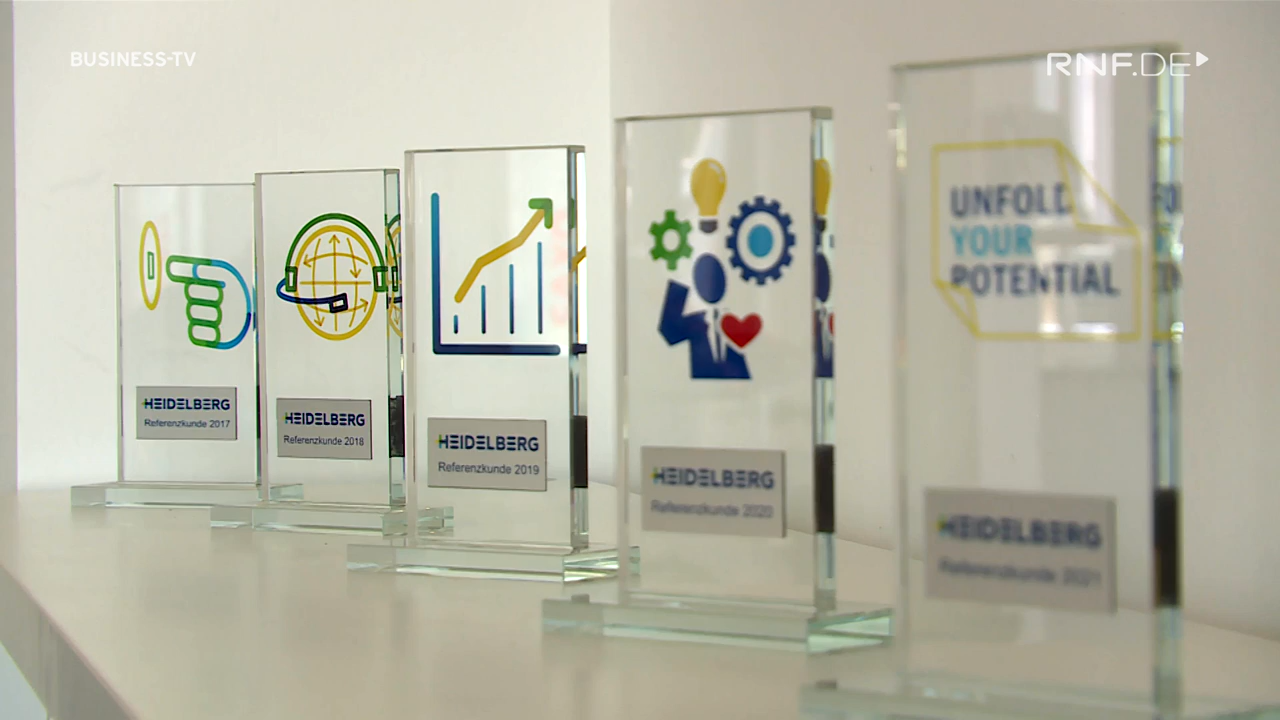 BUSINESS-TV
RNF.DE
HEIDELBERG
Referenzkunde 2017
HEIDELBERG
Referenzkunde 2018
HEIDELBERG
Referenzkunde 2019
HEIDELBERG
Referenzkunde 2020
UNFOLD
YOUR
POTENTIAL
HEIDELBERG
Referenzkunde 2021